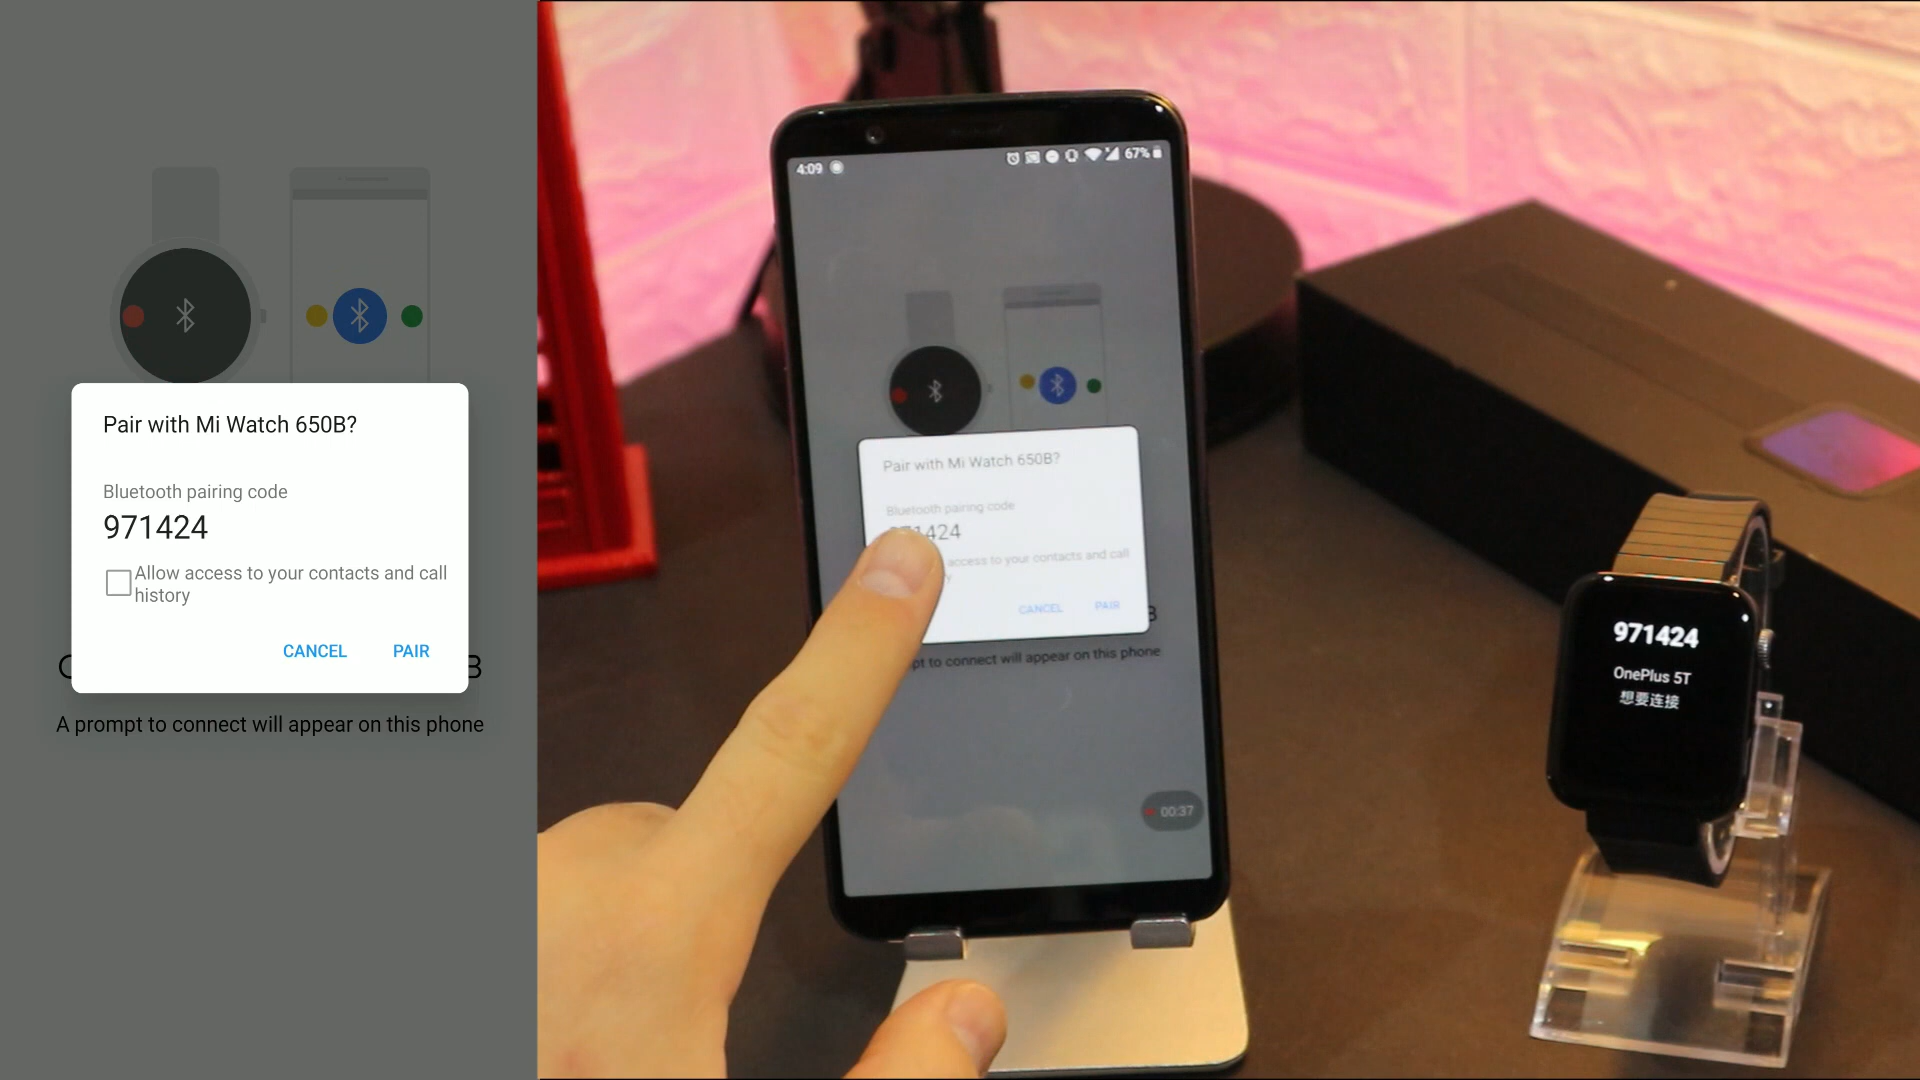 Pair with Mi Watch 650B?
Bluetooth pairing code
971424
Allow access to your contacts and call
history
CANCEL PAIR
A prompt to connect will appear on this phone
4:09 67%
Pair with Mi Watch 650B?
Bluetooth pairing code
971424
access to your contacts and call
CANCEL PAIR
B
pt to connect will appear on this phone
00:37
971424
OnePlus 5T
想要连接